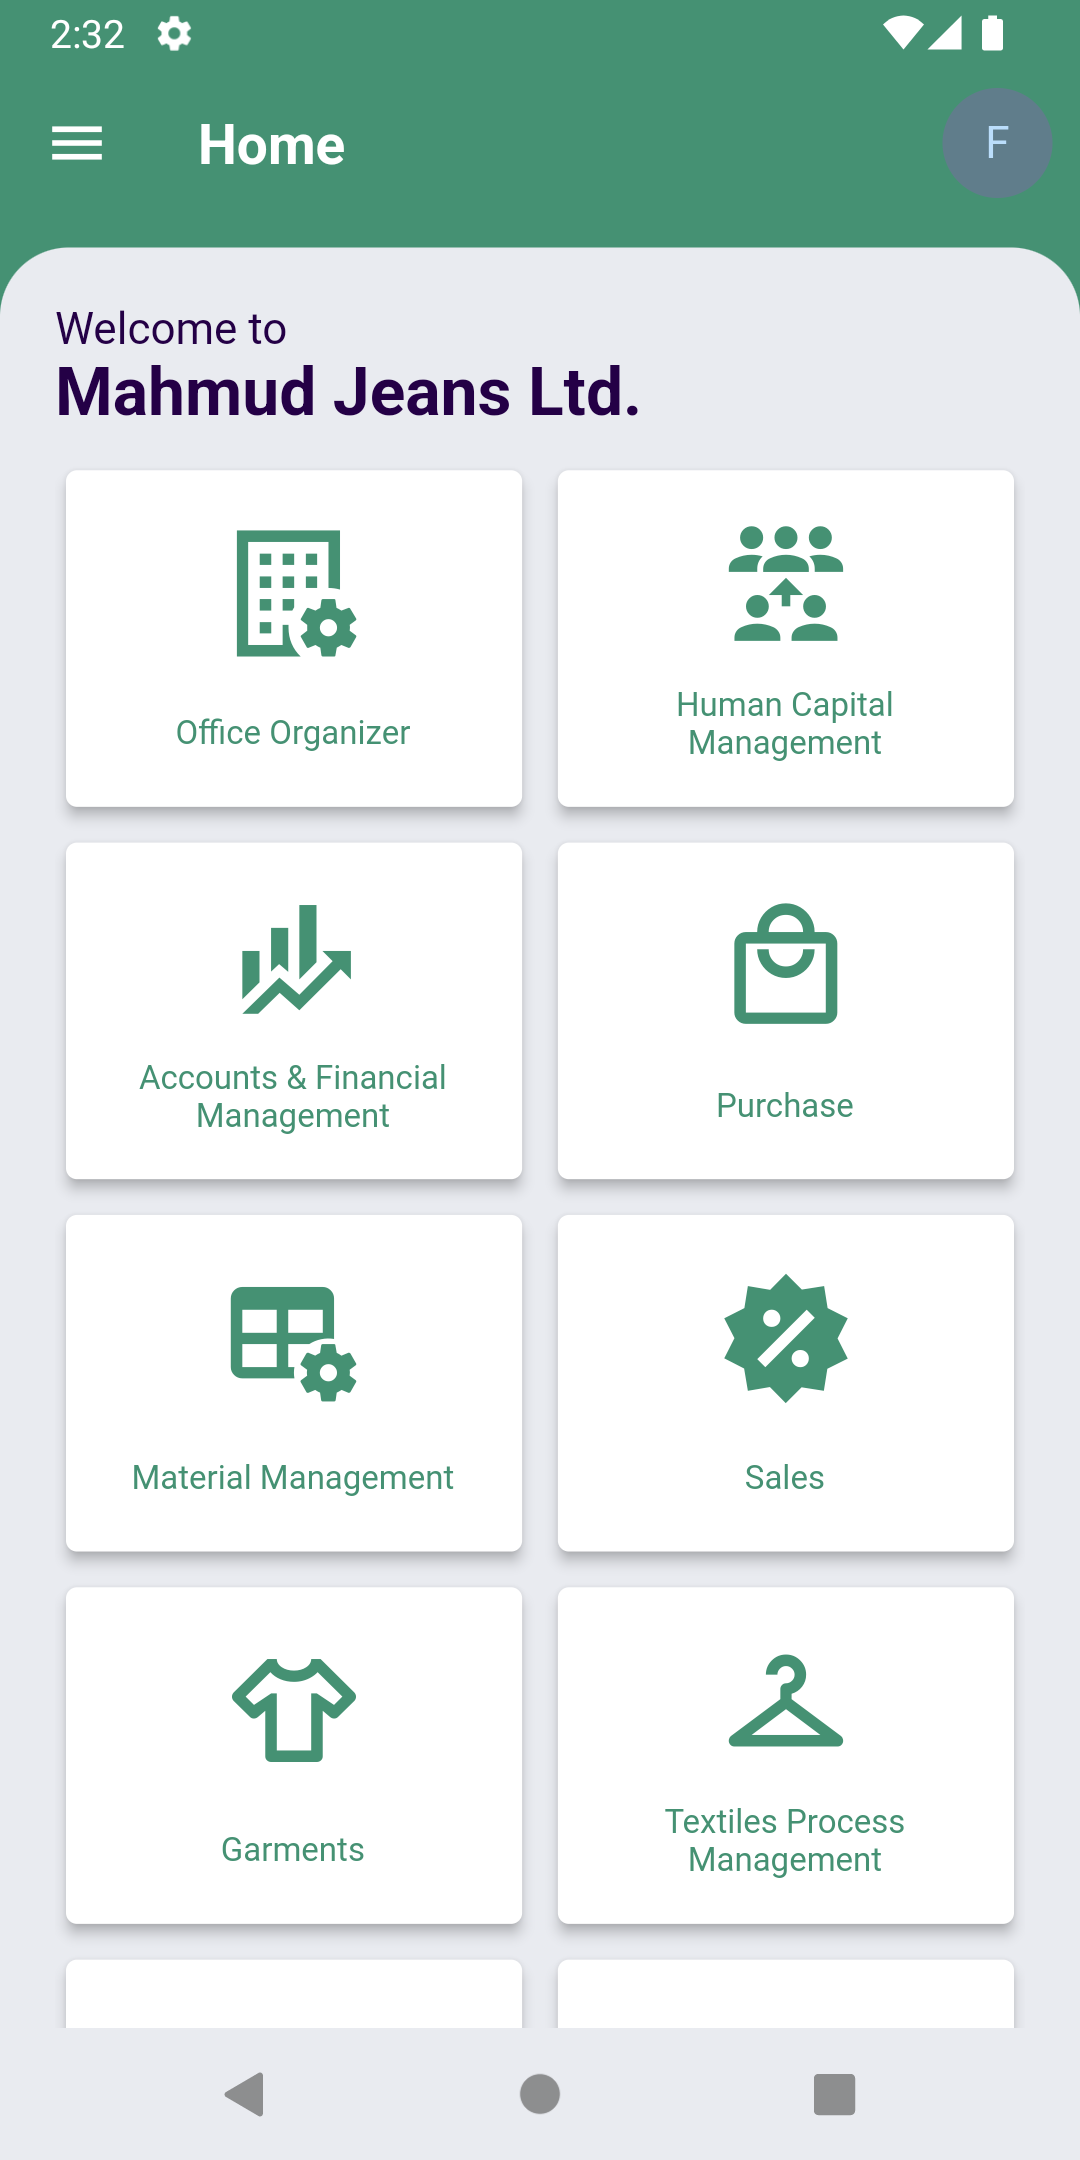 2:32
Home
F
Welcome to
Mahmud Jeans Ltd.
Office Organizer
Human Capital
Management
Accounts & Financial
Management
Purchase
Material Management
Sales
Garments
Textiles Process
Management